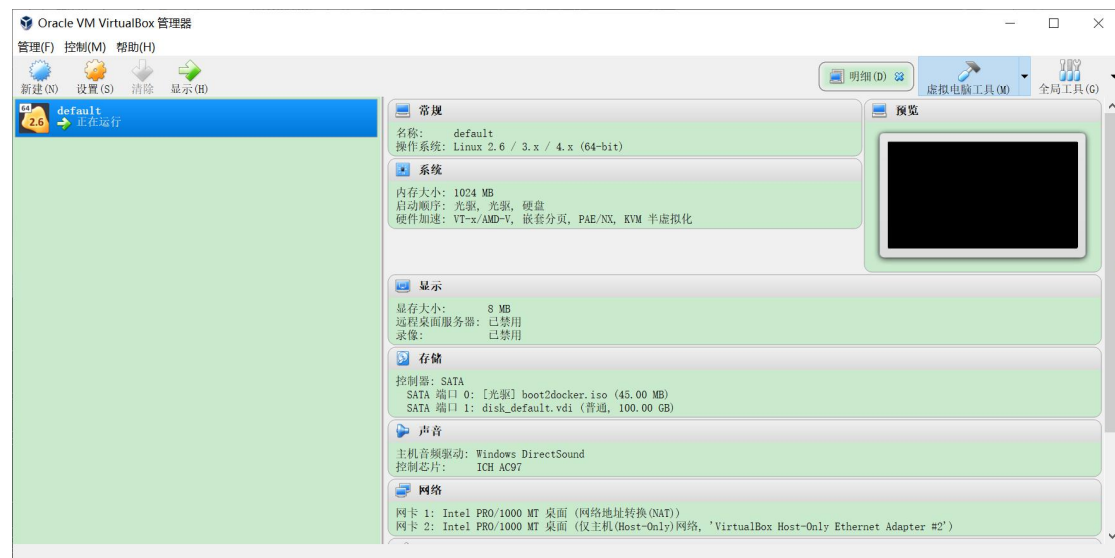 Oracle VM VirtualBox 管理器
管理(F) 控制(M) 帮助(H)
新建(N) 设置(S) 清除 显示(H)
明细(D) 虚拟电脑工具(M) 全局工具(G)
64
2.6
default
正在运行
常规
名称: default
操作系统: Linux 2.6 / 3.x / 4.x (64-bit)
预览
系统
内存大小: 1024 MB
启动顺序: 光驱, 光驱, 硬盘
硬件加速: VT-x/AMD-V, 嵌套分页, PAE/NX, KVM 半虚拟化
显示
显存大小: 8 MB
远程桌面服务器: 已禁用
录像: 已禁用
存储
控制器: SATA
SATA 端口 0: [光驱] boot2docker.iso (45.00 MB)
SATA 端口 1: disk_default.vdi (普通, 100.00 GB)
声音
主机音频驱动: Windows DirectSound
控制芯片: ICH AC97
网络
网卡 1: Intel PRO/1000 MT 桌面 (网络地址转换(NAT))
网卡 2: Intel PRO/1000 MT 桌面 (仅主机(Host-Only)网络, 'VirtualBox Host-Only Ethernet Adapter #2')